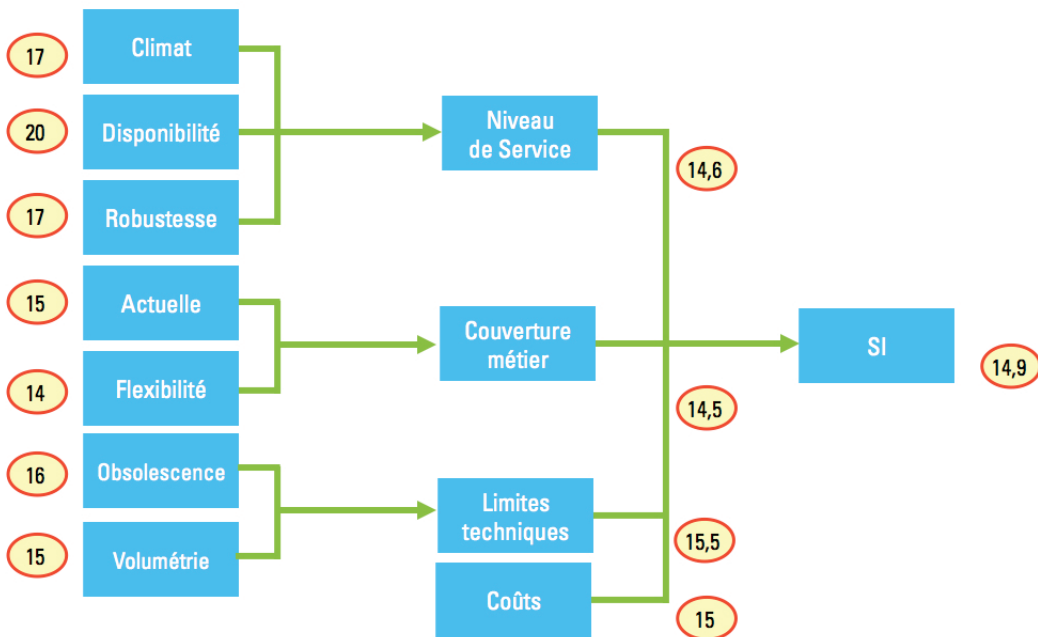 17
Climat
20
Disponibilité
17
Robustesse
Niveau
de Service
14,6
15
Actuelle
14
Flexibilité
Couverture
métier
14,5
SI
14,9
16
Obsolescence
15
Volumétrie
Limites
techniques
15,5
Coûts
15